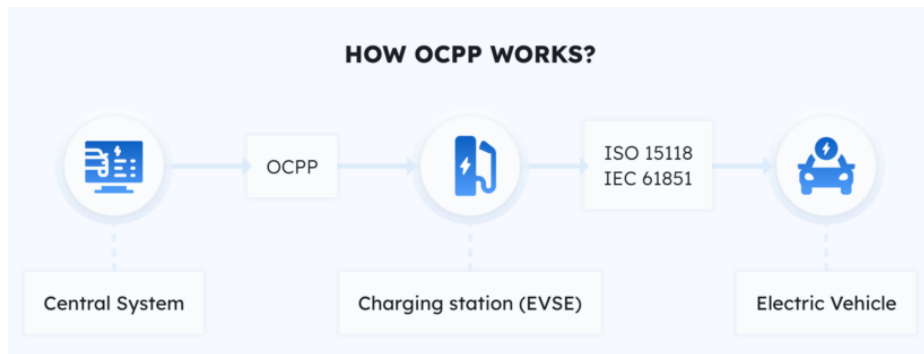 HOW OCPP WORKS?
OCPP
ISO 15118
IEC 61851
Central System
Charging station (EVSE)
Electric Vehicle